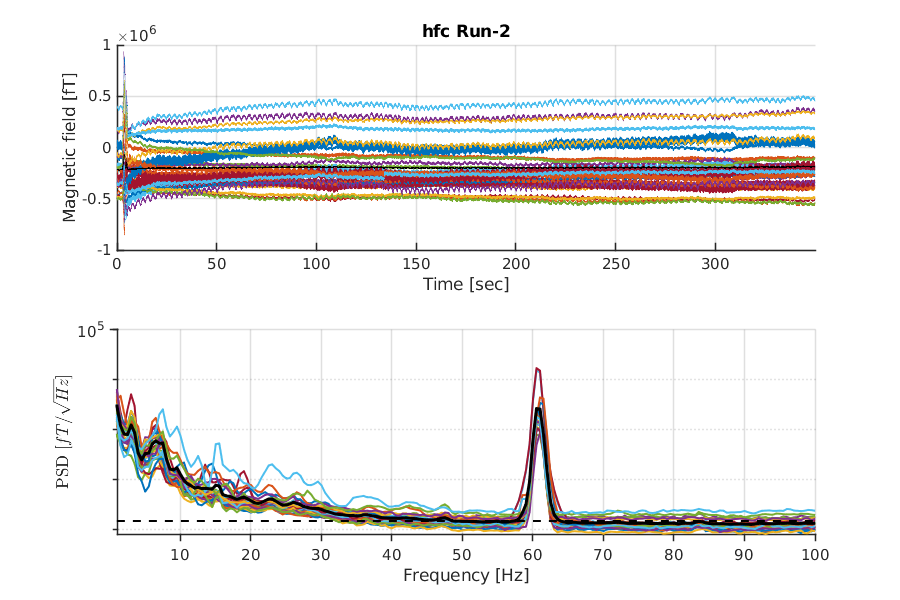 hfc Run-2
×10^6
1
0.5
0
-0.5
-1
Magnetic ffield [fT]
0 50 100 150 200 250 300
Time [sec]
10^5
PSD [fT/√Hz]
10 20 30 40 50 60 70 80 90 100
Frequency [Hz]